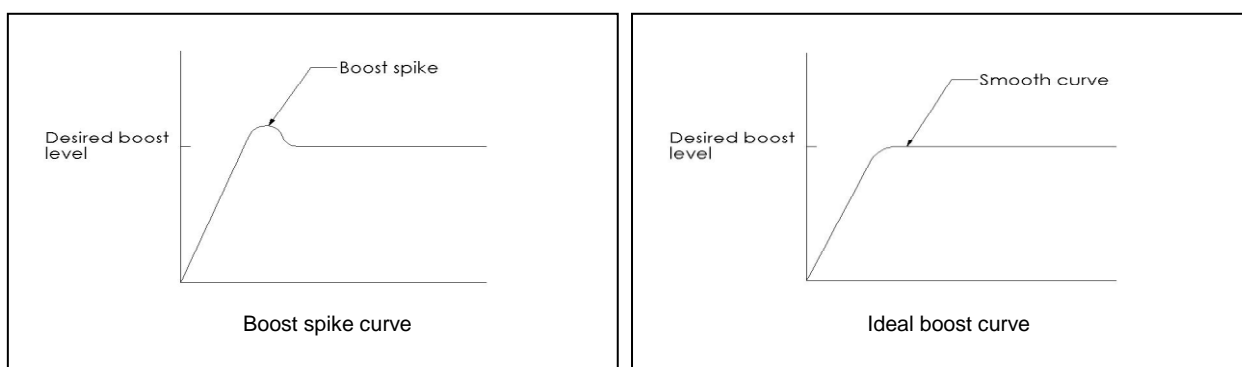 Boost spike
Desired boost
level
Boost spike curve
Smooth curve
Desired boost
level
Ideal boost curve